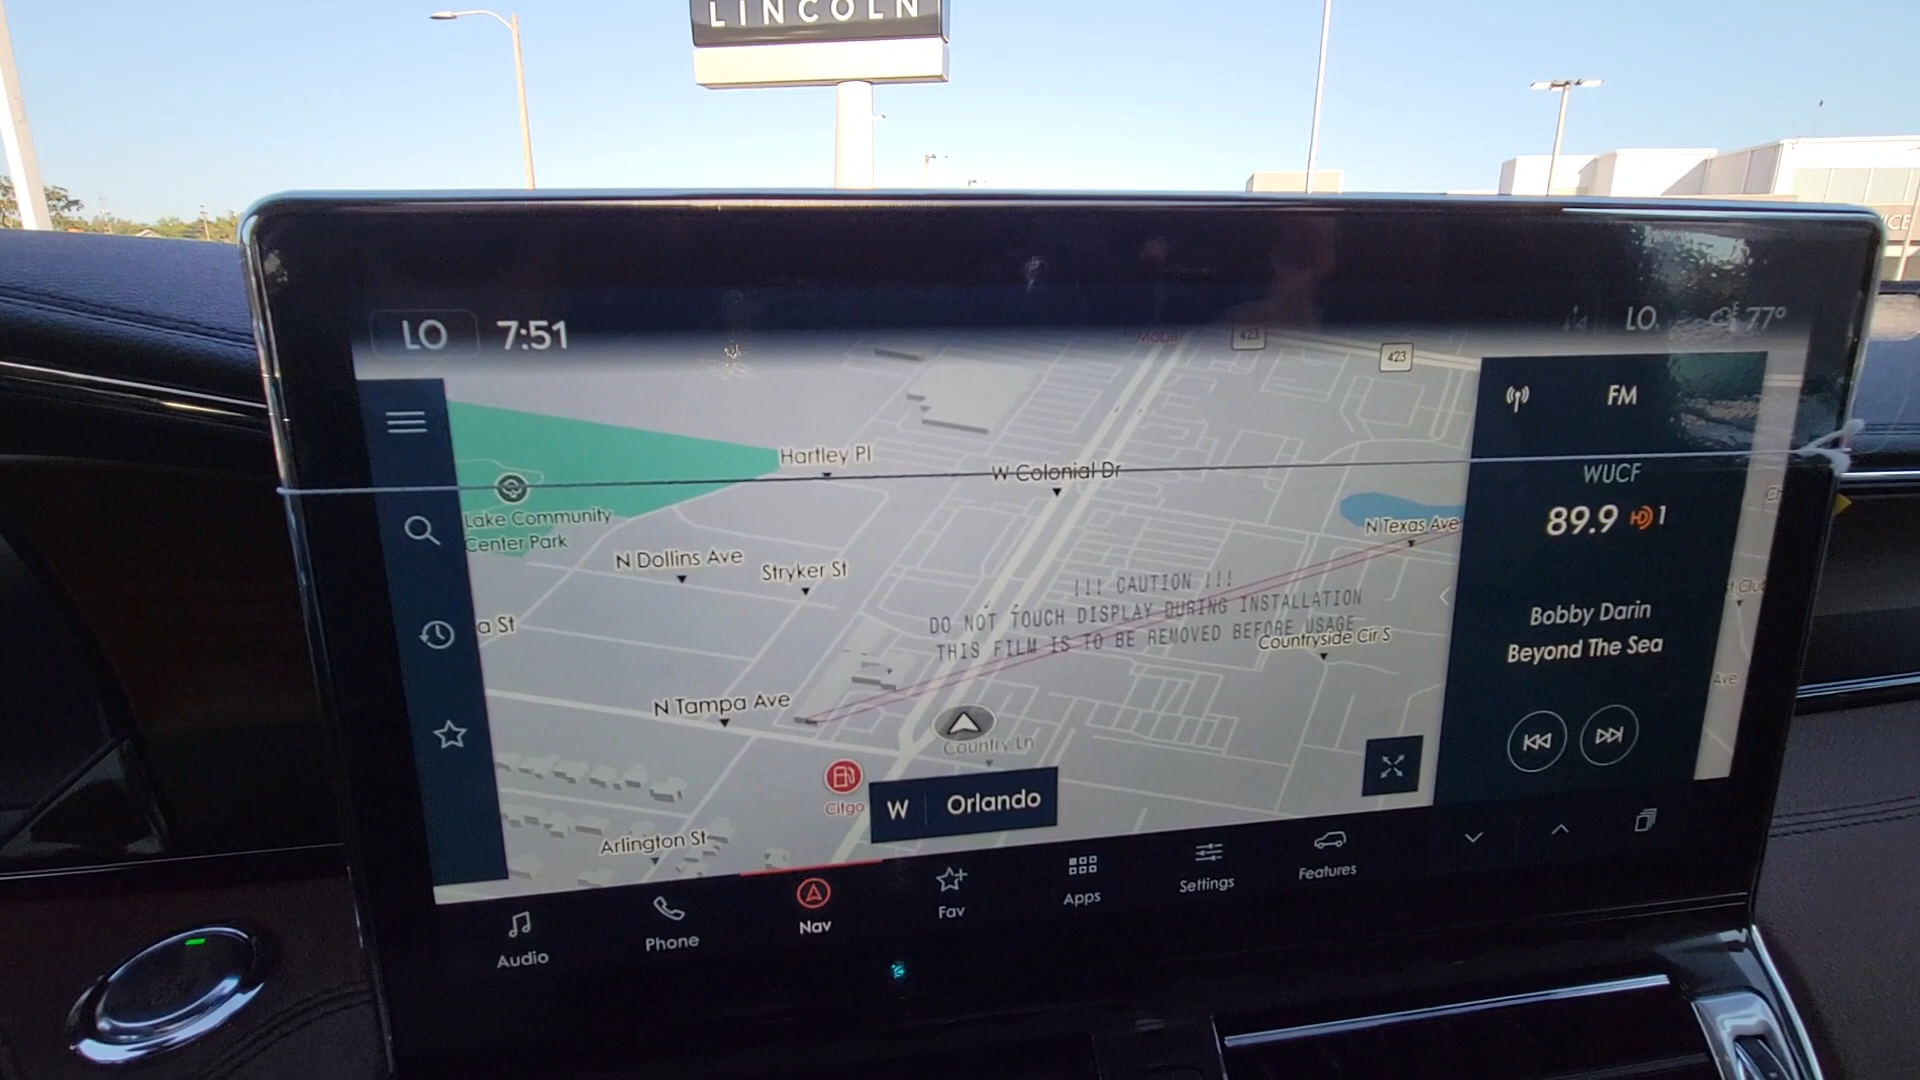 LINCOLN
LO
7:51
LO
77°
423
423
FM
Hartley Pl
W Colonial Dr
WUCF
89.9 HD 1
Lake Community
Center Park
N Texas Ave
N Dollins Ave
Stryker St
!!! CAUTION !!!
DO NOT TOUCH DISPLAY DURING INSTALLATION
THIS FILM IS TO BE REMOVED BEFORE USAGE
a St
Countryside Cir S
Bobby Darin
Beyond The Sea
Ave
N Tampa Ave
Country Ln
Citgo
W Orlando
Arlington St
Audio
Phone
Nav
Fav
Apps
Settings
Features